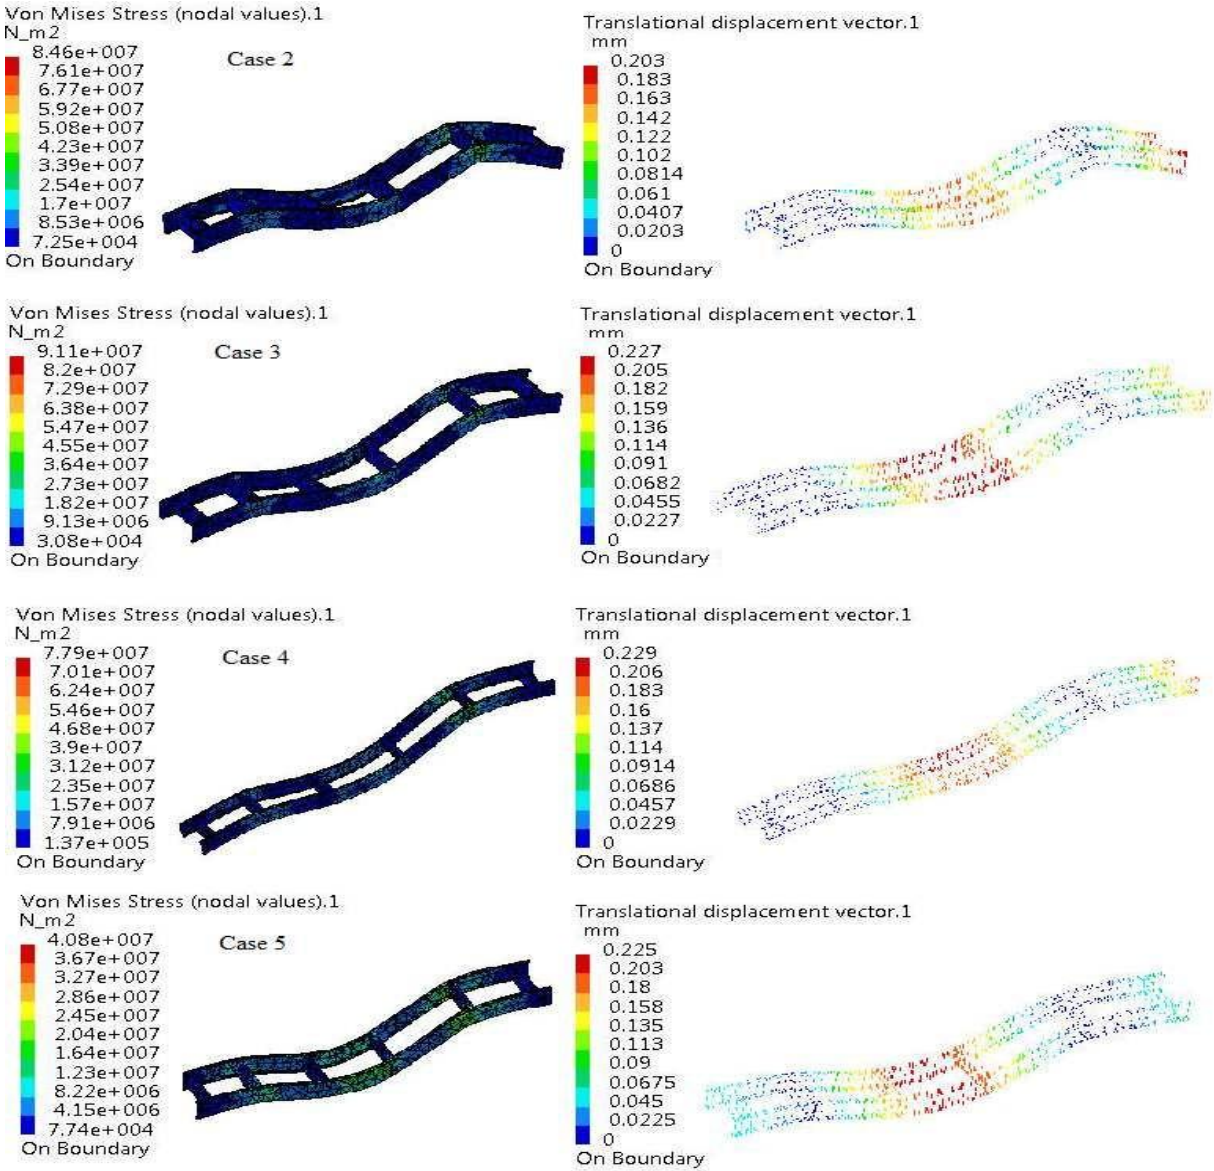 Von Mises Stress (nodal values).1
N_m2
8.46e+007
7.61e+007
6.77e+007
5.92e+007
5.08e+007
4.23e+007
3.39e+007
2.54e+007
1.7e+007
8.53e+006
7.25e+004
On Boundary
Case 2
Translational displacement vector.1
mm
0.203
0.183
0.163
0.142
0.122
0.102
0.0814
0.061
0.0407
0.0203
0
On Boundary
Von Mises Stress (nodal values).1
N_m2
9.11e+007
8.2e+007
7.29e+007
6.38e+007
5.47e+007
4.55e+007
3.64e+007
2.73e+007
1.82e+007
9.13e+006
3.08e+004
On Boundary
Case 3
Translational displacement vector.1
mm
0.227
0.205
0.182
0.159
0.136
0.114
0.091
0.0682
0.0455
0.0227
0
On Boundary
Von Mises Stress (nodal values).1
N_m2
7.79e+007
7.01e+007
6.24e+007
5.46e+007
4.68e+007
3.9e+007
3.12e+007
2.35e+007
1.57e+007
7.91e+006
1.37e+005
On Boundary
Case 4
Translational displacement vector.1
mm
0.229
0.206
0.183
0.16
0.137
0.114
0.0914
0.0686
0.0457
0.0229
0
On Boundary
Von Mises Stress (nodal values).1
N_m2
4.08e+007
3.67e+007
3.27e+007
2.86e+007
2.45e+007
2.04e+007
1.64e+007
1.23e+007
8.22e+006
4.15e+006
7.74e+004
On Boundary
Case 5
Translational displacement vector.1
mm
0.225
0.203
0.18
0.158
0.135
0.113
0.09
0.0675
0.045
0.0225
0
On Boundary